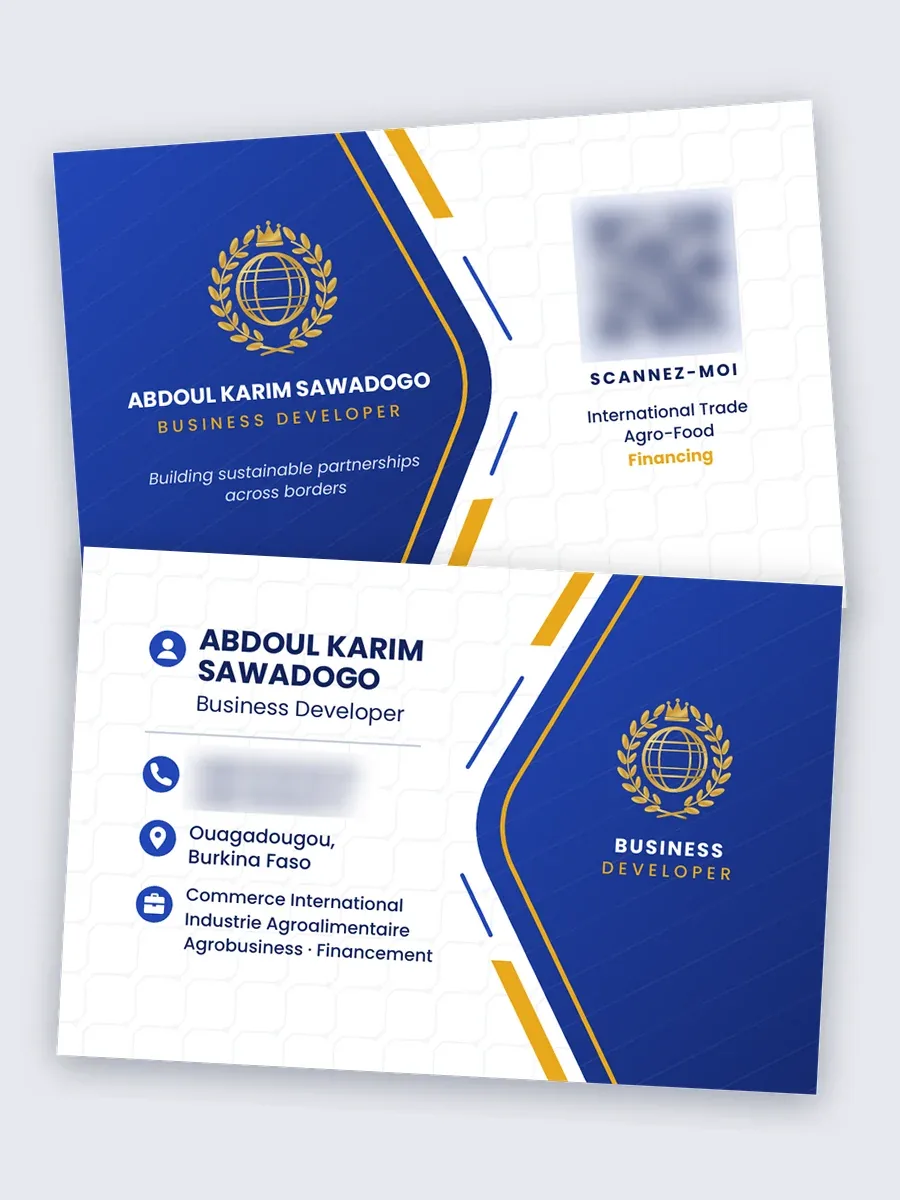 ABDOUL KARIM SAWADOGO
BUSINESS DEVELOPER
Building sustainable partnerships
across borders
SCANNEZ-MOI
International Trade
Agro-Food
Financing
ABDOUL KARIM
SAWADOGO
Business Developer
Ouagadougou,
Burkina Faso
Commerce International
Industrie Agroalimentaire
Agrobusiness · Financement
BUSINESS
DEVELOPER